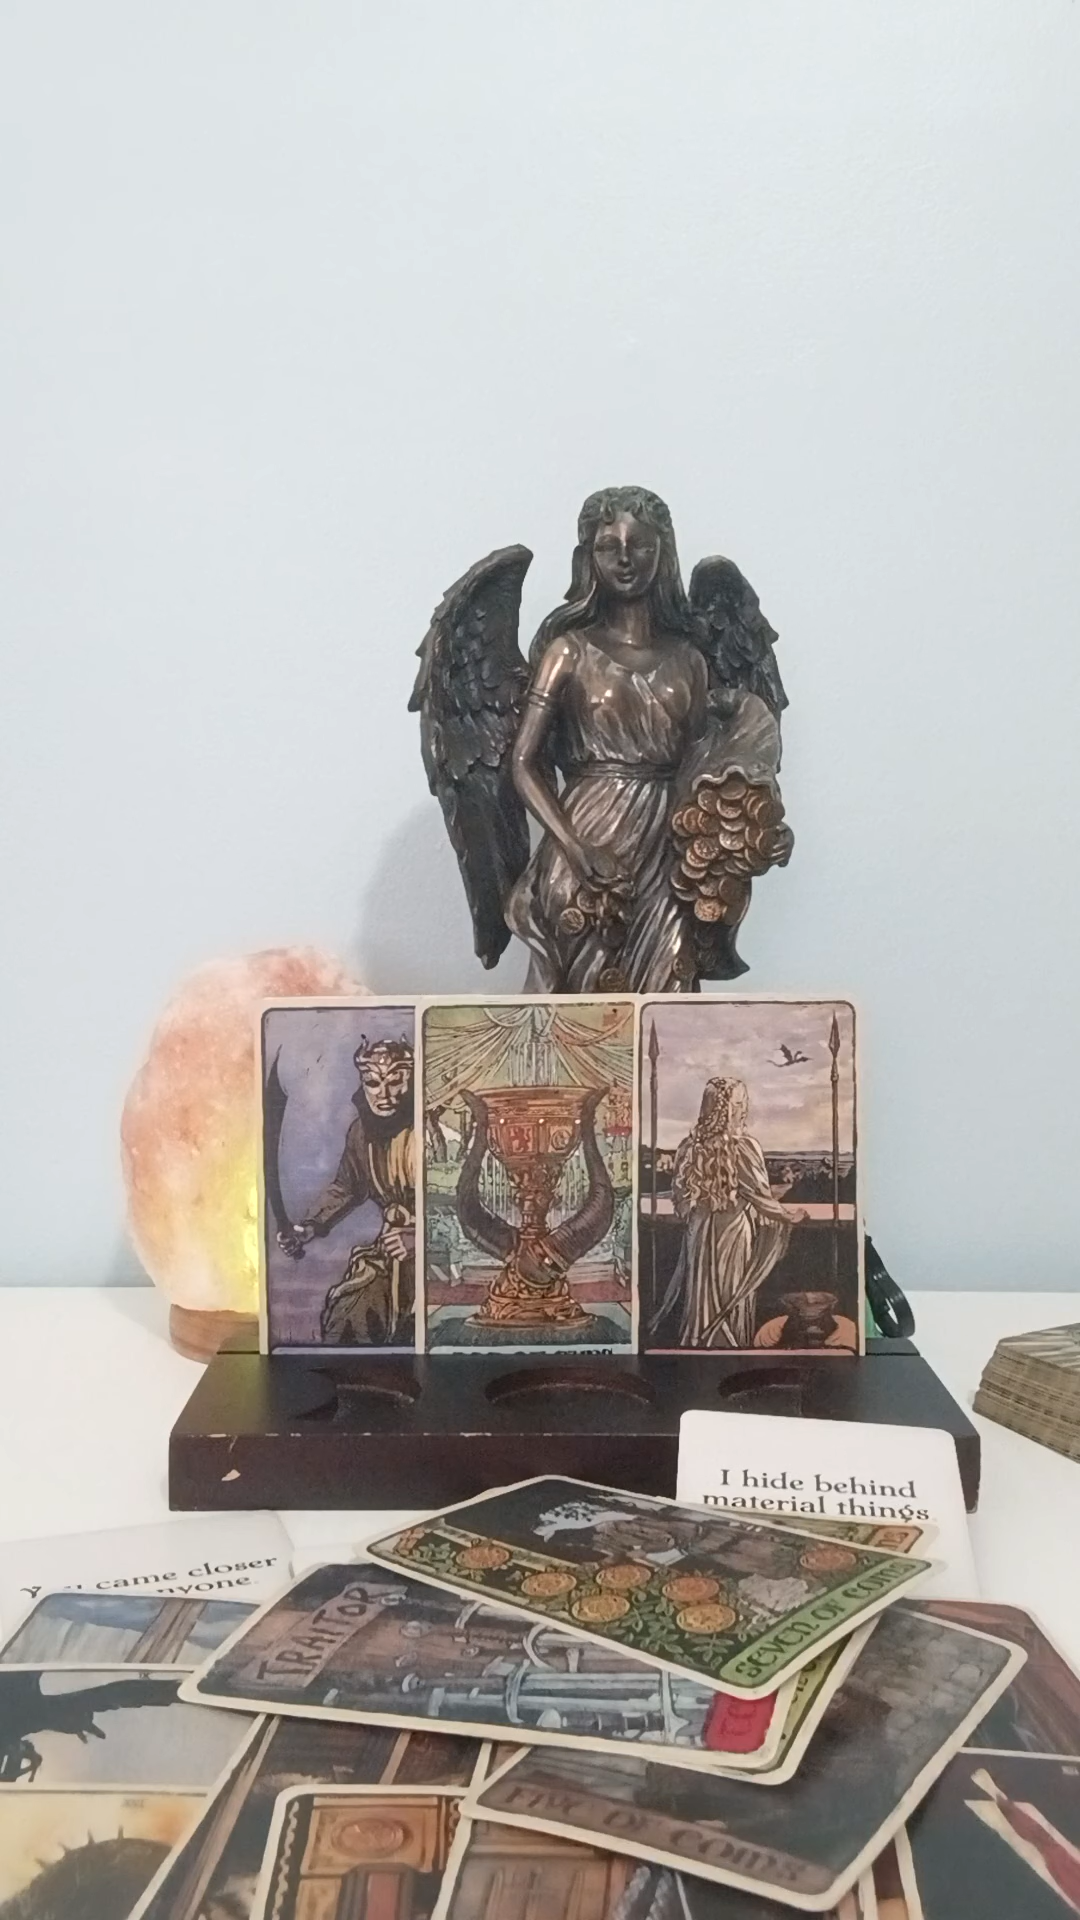 I hide behind
material things.
came closer
nyone.
SEVEN OF COINS
TRAITOR
FIVE OF COINS